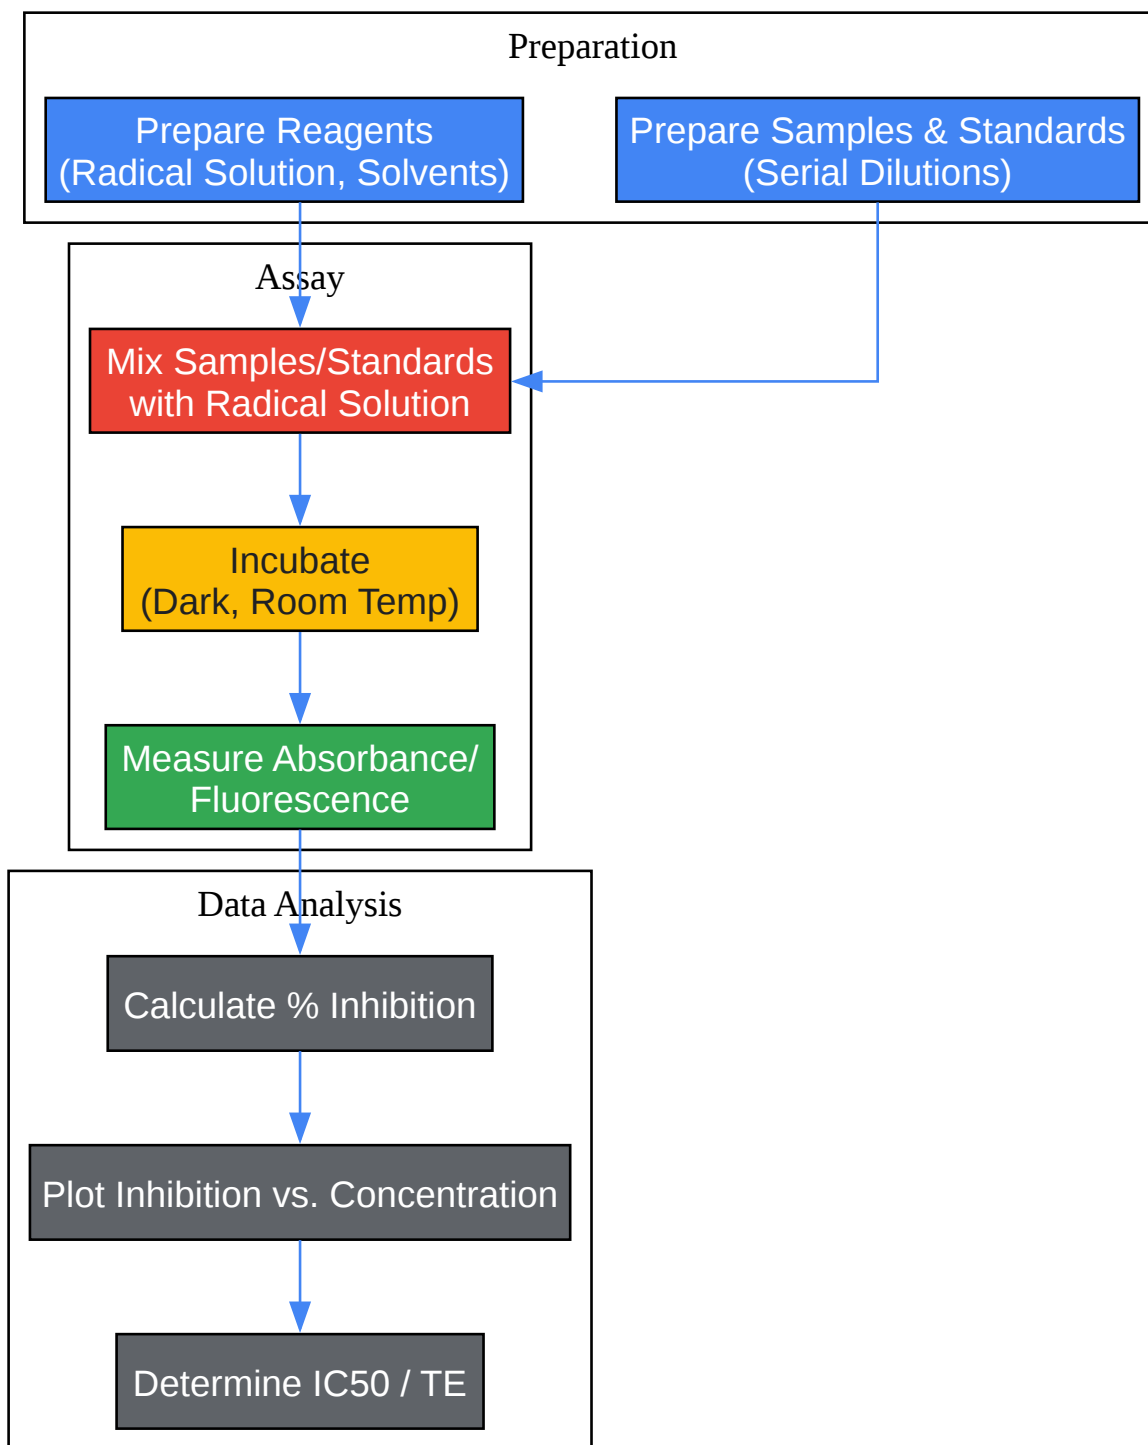 Preparation
Prepare Reagents
(Radical Solution, Solvents)
Prepare Samples & Standards
(Serial Dilutions)
Assay
Mix Samples/Standards
with Radical Solution
Incubate
(Dark, Room Temp)
Measure Absorbance/
Fluorescence
Data Analysis
Calculate % Inhibition
Plot Inhibition vs. Concentration
Determine IC50 / TE